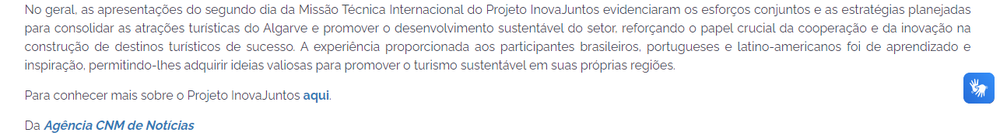 No geral, as apresentações do segundo dia da Missão Técnica Internacional do Projeto InovaJuntos evidenciaram os esforços conjuntos e as estratégias planejadas
para consolidar as atrações turísticas do Algarve e promover o desenvolvimento sustentável do setor, reforçando o papel crucial da cooperação e da inovação na
construção de destinos turísticos de sucesso. A experiência proporcionada aos participantes brasileiros, portugueses e latino-americanos foi de aprendizado e
inspiração, permitindo-lhes adquirir ideias valiosas para promover o turismo sustentável em suas próprias regiões.
Para conhecer mais sobre o Projeto InovaJuntos aqui.
Da Agência CNM de Notícias